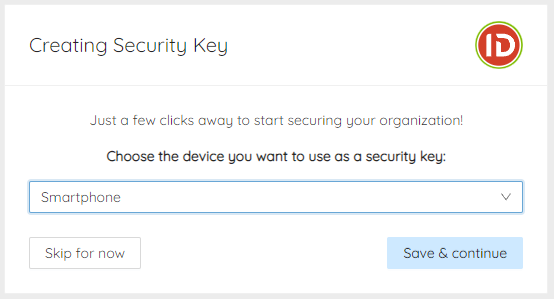 Creating Security Key
ID
Just a few clicks away to start securing your organization!
Choose the device you want to use as a security key:
Smartphone
Skip for now
Save & continue